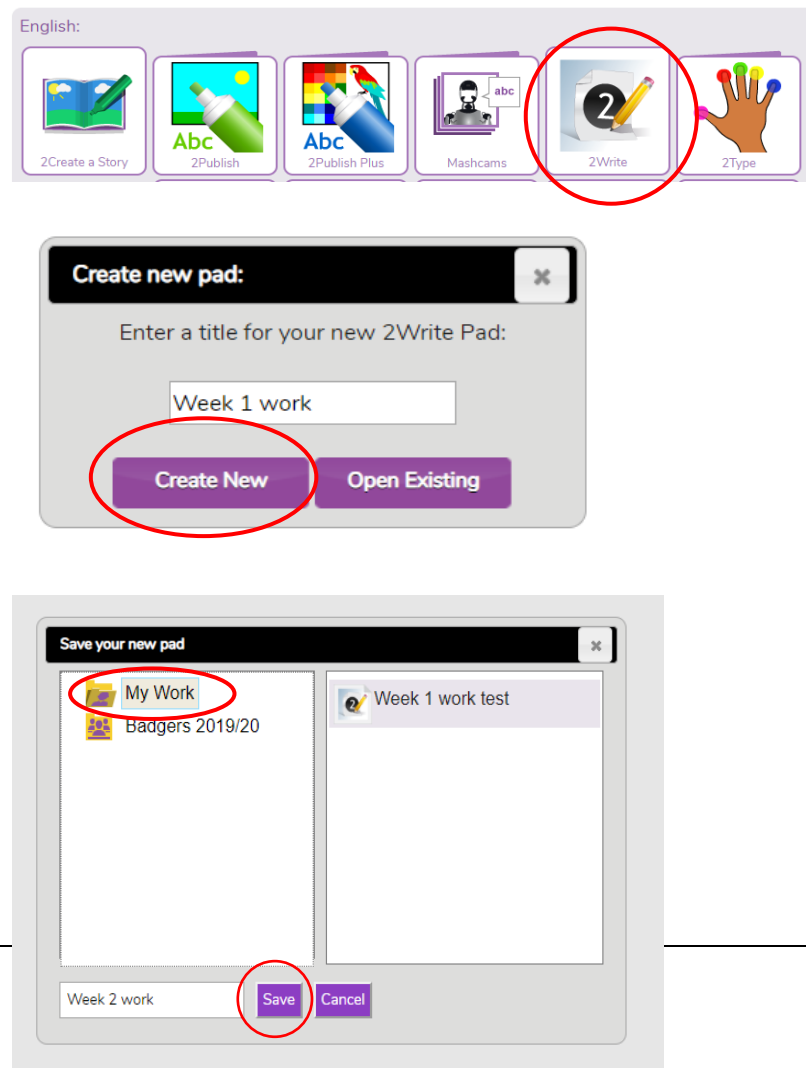 English:
Abc
Abc
abc
2
2Create a Story
2Publish
2Publish Plus
Mashcams
2Write
2Type
Create new pad:
Enter a title for your new 2Write Pad:
Week 1 work
Create New
Open Existing
Save your new pad
My Work
2
Week 1 work test
Badgers 2019/20
Week 2 work
Save
Cancel